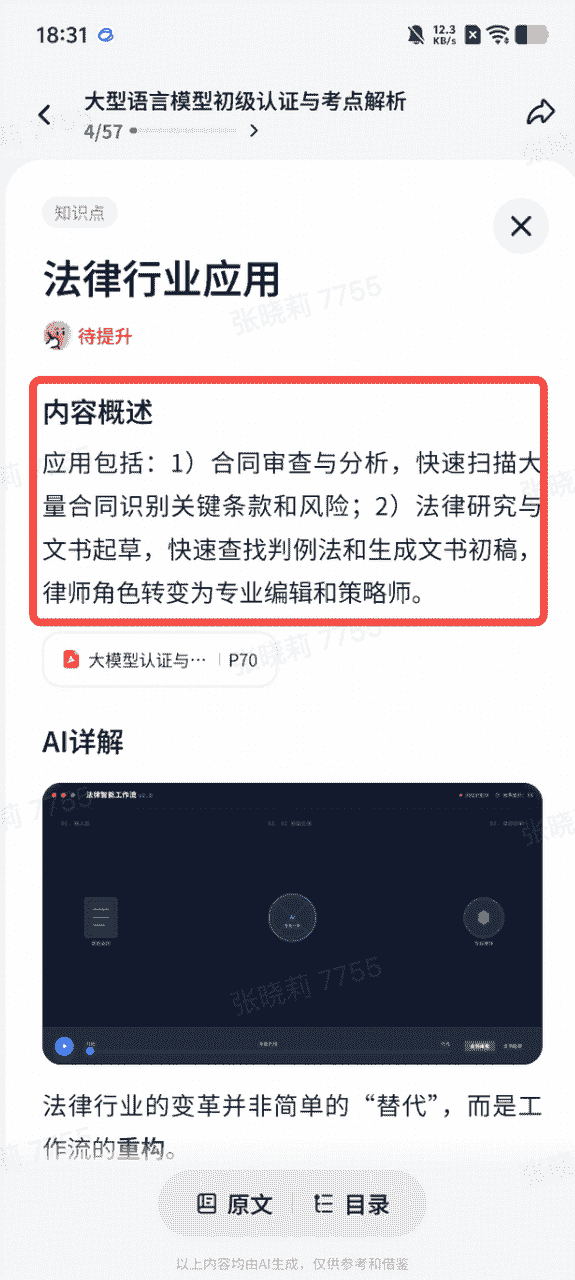 18:31
12.3
KB/s
大型语言模型初级认证与考点解析
4/57
知识点
法律行业应用
待提升
内容概述
应用包括：1）合同审查与分析，快速扫描大
量合同识别关键条款和风险；2）法律研究与
文书起草，快速查找判例法和生成文书初稿，
律师角色转变为专业编辑和策略师。
大模型认证与… P70
AI详解
法律智能工作流
法律行业的变革并非简单的“替代”，而是工
作流的重构。
原文
目录
以上内容均由AI生成，仅供参考和借鉴
张晓莉 7755